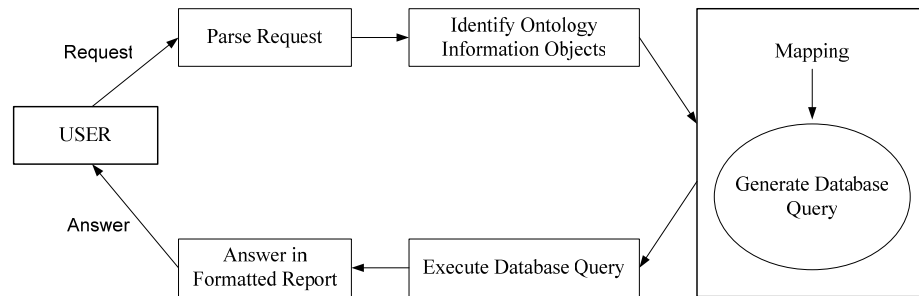 Request
Parse Request
Identify Ontology
Information Objects
Mapping
USER
Generate Database
Query
Answer
Answer in
Formatted Report
Execute Database Query